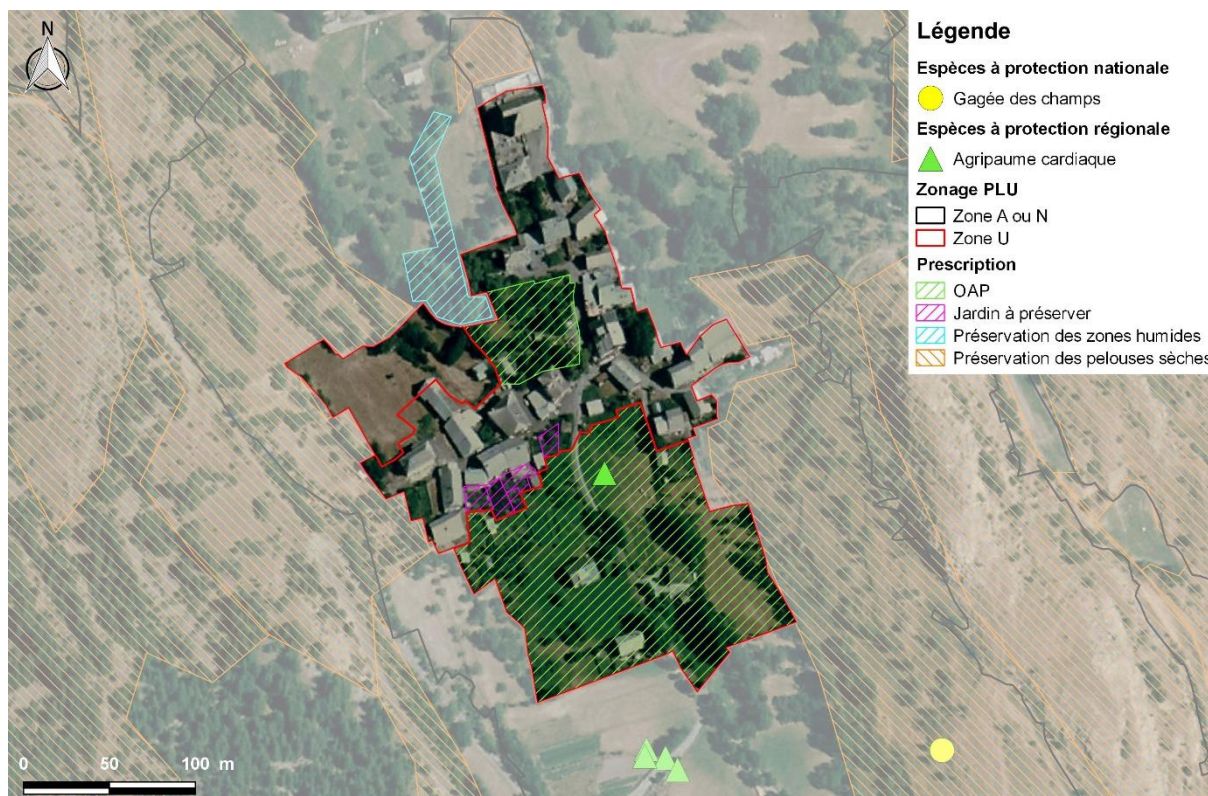 N
Légende
Espèces à protection nationale
Gagée des champs
Espèces à protection régionale
Agripaume cardiaque
Zonage PLU
Zone A ou N
Zone U
Prescription
OAP
Jardin à préserver
Préservation des zones humides
Préservation des pelouses sèches
0 50 100 m